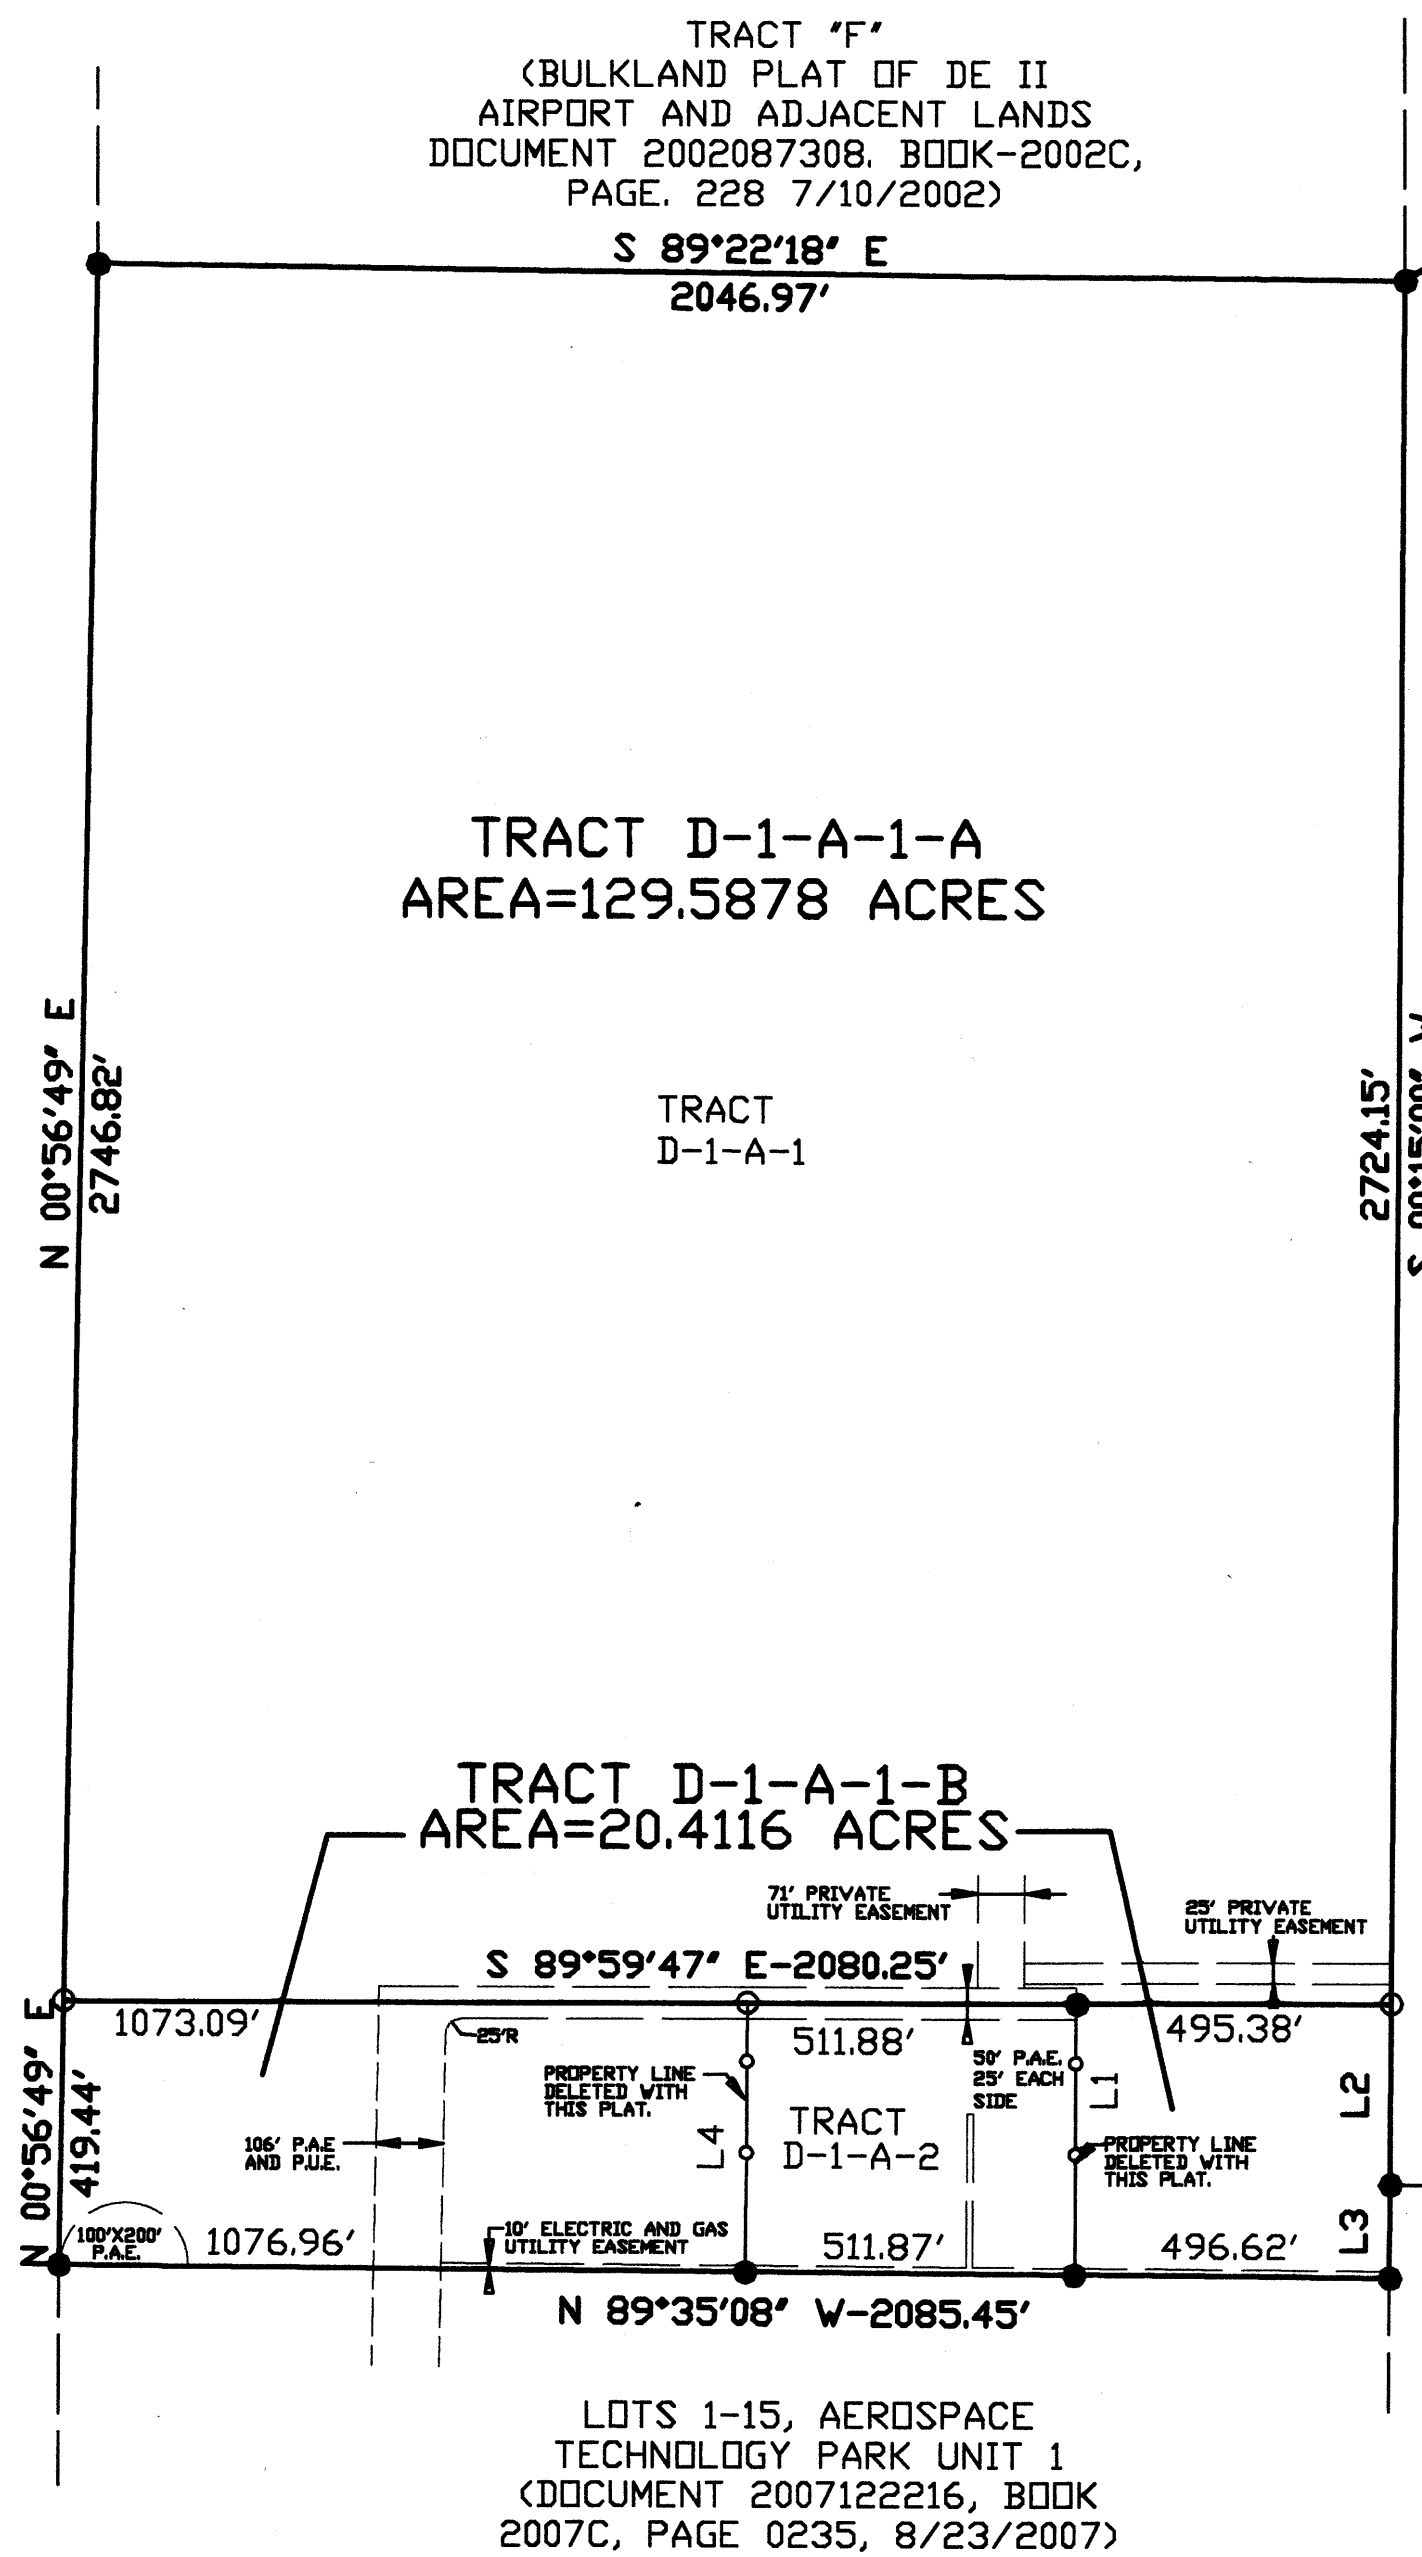 TRACT "F"
(BULKLAND PLAT OF DE II
AIRPORT AND ADJACENT LANDS
DOCUMENT 2002087308. BOOK-2002C,
PAGE. 228 7/10/2002)
S 89°22'18" E
2046.97'
TRACT D-1-A-1-A
AREA=129.5878 ACRES
N 00°56'49" E
2746.82'
2724.15'
TRACT
D-1-A-1
TRACT D-1-A-1-B
AREA=20.4116 ACRES
71' PRIVATE
UTILITY EASEMENT
25' PRIVATE
UTILITY EASEMENT
S 89°59'47" E-2080.25'
1073.09'
25'R
511.88'
495.38'
N 00°56'49" E
419.44'
PROPERTY LINE
DELETED WITH
THIS PLAT.
50' P.A.E.
25' EACH
SIDE
L1
L2
TRACT
D-1-A-2
L4
106' P.A.E
AND P.U.E.
PROPERTY LINE
DELETED WITH
THIS PLAT.
L3
100'X200'
P.A.E.
1076.96'
10' ELECTRIC AND GAS
UTILITY EASEMENT
511.87'
496.62'
N 89°35'08" W-2085.45'
LOTS 1-15, AEROSPACE
TECHNOLOGY PARK UNIT 1
(DOCUMENT 2007122216, BOOK
2007C, PAGE 0235, 8/23/2007)